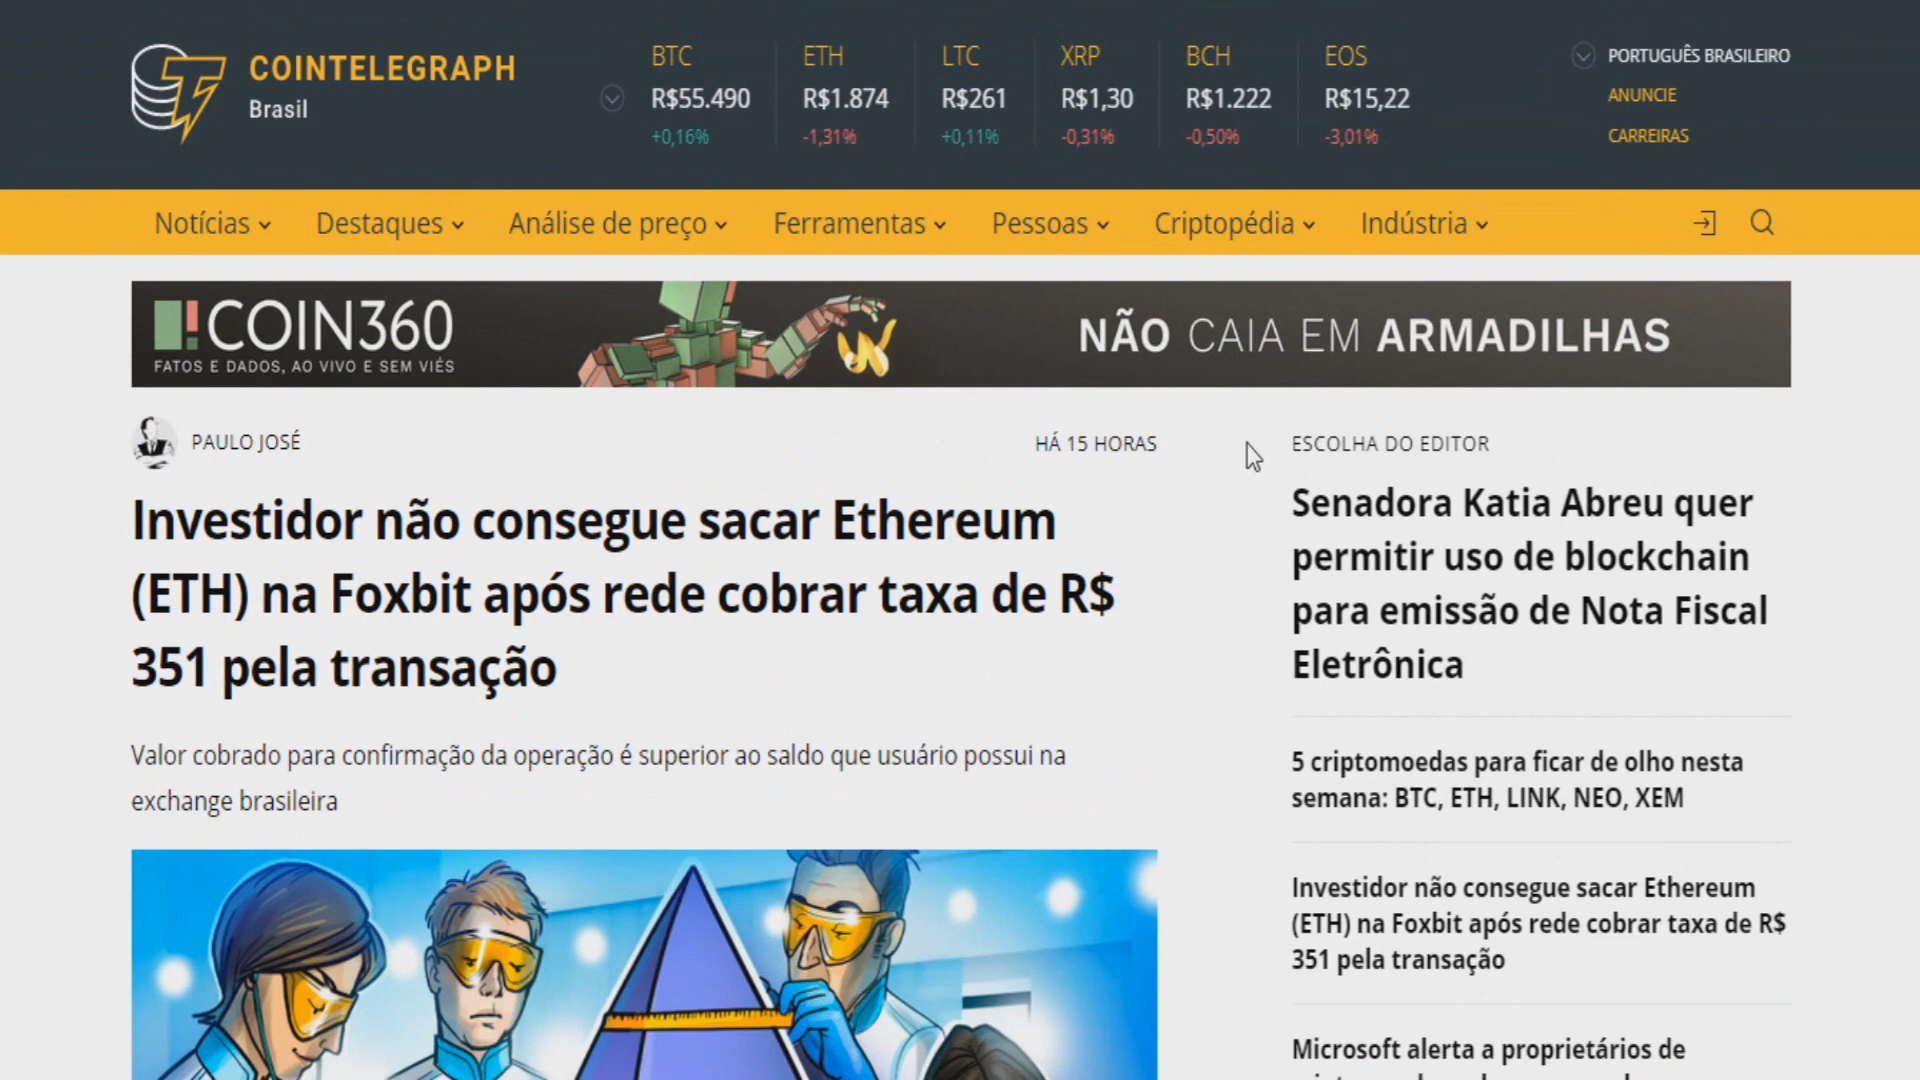 COINTELEGRAPH
Brasil
BTC
R$55.490
+0,16%
ETH
R$1.874
-1,31%
LTC
R$261
+0,11%
XRP
R$1,30
-0,31%
BCH
R$1.222
-0,50%
EOS
R$15,22
-3,01%
PORTUGUÊS BRASILEIRO
ANUNCIE
CARREIRAS
Notícias
Destaques
Análise de preço
Ferramentas
Pessoas
Criptopédia
Indústria
COIN360
FATOS E DADOS, AO VIVO E SEM VIÉS
NÃO CAIA EM ARMADILHAS
PAULO JOSÉ
HÁ 15 HORAS
Investidor não consegue sacar Ethereum
(ETH) na Foxbit após rede cobrar taxa de R$
351 pela transação
Valor cobrado para confirmação da operação é superior ao saldo que usuário possui na
exchange brasileira
ESCOLHA DO EDITOR
Senadora Katia Abreu quer
permitir uso de blockchain
para emissão de Nota Fiscal
Eletrônica
5 criptomoedas para ficar de olho nesta
semana: BTC, ETH, LINK, NEO, XEM
Investidor não consegue sacar Ethereum
(ETH) na Foxbit após rede cobrar taxa de R$
351 pela transação
Microsoft alerta a proprietários de